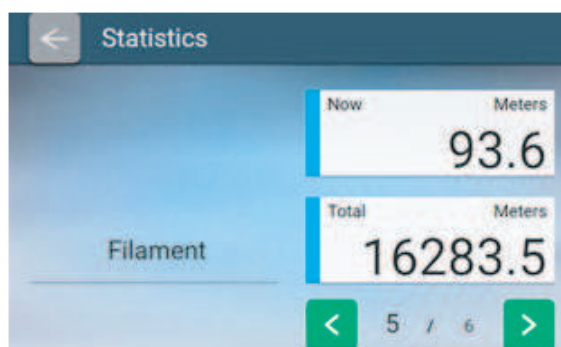 Statistics
Now Meters
93.6
Total Meters
Filament
16283.5
5 / 6